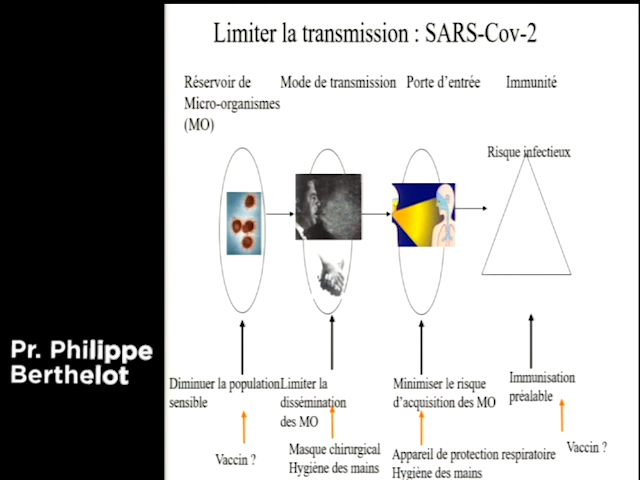 Limiter la transmission : SARS-Cov-2
Réservoir de
Micro-organismes
(MO)
Mode de transmission
Porte d'entrée
Immunité
Risque infectieux
Pr. Philippe
Berthelot
Diminuer la population
sensible
Limiter la
dissémination
des MO
Minimiser le risque
d'acquisition des MO
Immunisation
préalable
Vaccin ?
Masque chirurgical
Hygiène des mains
Appareil de protection respiratoire
Hygiène des mains
Vaccin ?